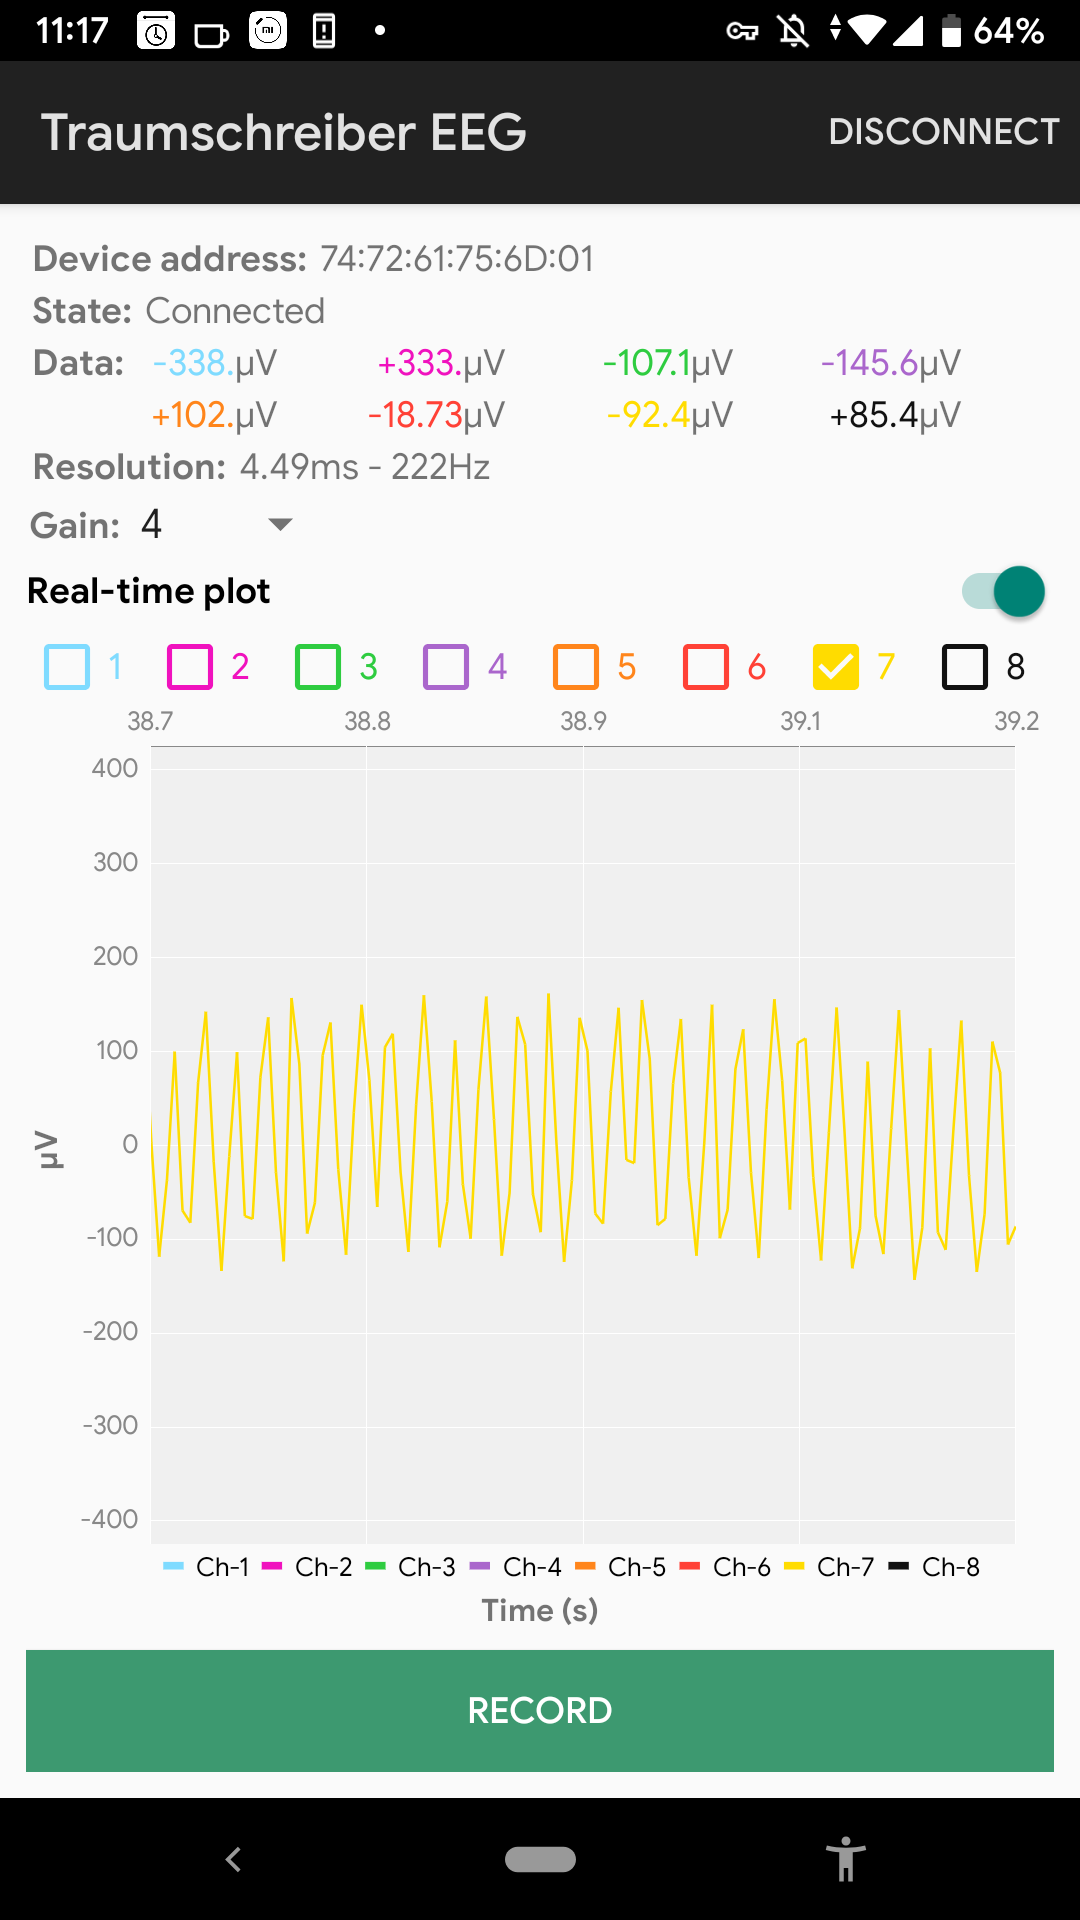 11:17 64%
Traumschreiber EEG DISCONNECT
Device address: 74:72:61:75:6D:01
State: Connected
Data: -338.µV +333.µV -107.1µV -145.6µV
+102.µV -18.73µV -92.4µV +85.4µV
Resolution: 4.49ms - 222Hz
Gain: 4
Real-time plot
1 2 3 4 5 6 7 8
38.7 38.8 38.9 39.1 39.2
400
300
200
100
0
µV
-100
-200
-300
-400
Ch-1 Ch-2 Ch-3 Ch-4 Ch-5 Ch-6 Ch-7 Ch-8
Time (s)
RECORD